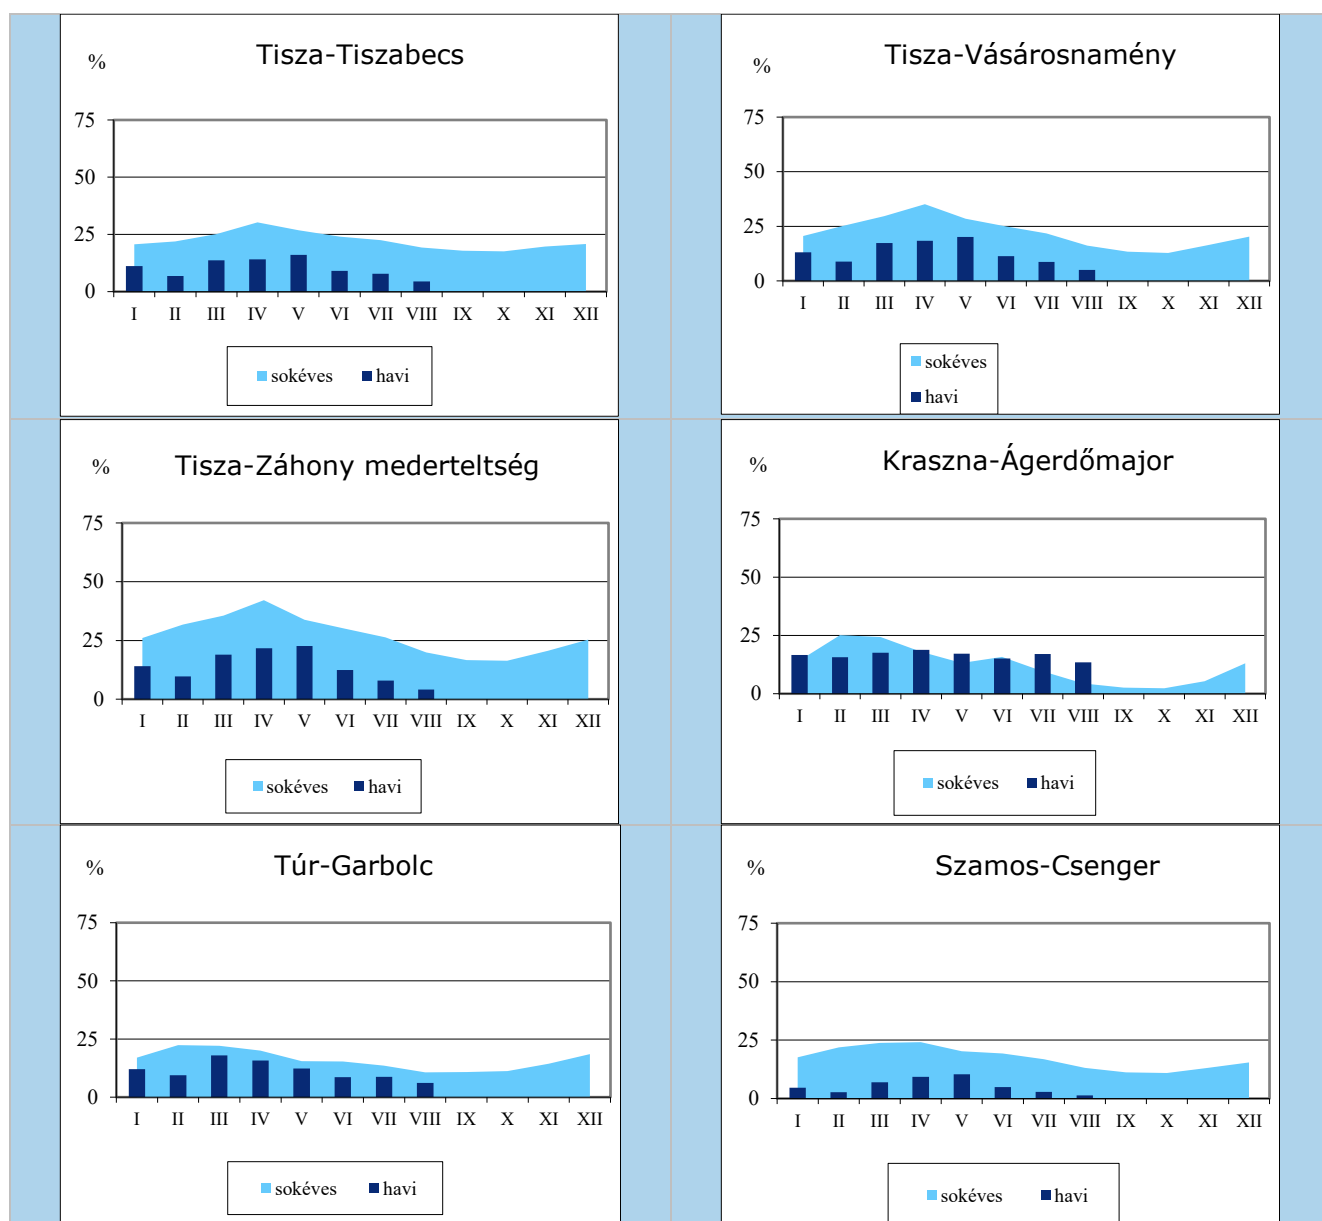 Tisza-Tiszabecs
%
75
50
25
0
I II III IV V VI VII VIII IX X XI XII
sokéves havi
Tisza-Vásárosnamény
%
75
50
25
0
I II III IV V VI VII VIII IX X XI XII
sokéves
havi
Tisza-Záhony mederteltség
%
75
50
25
0
I II III IV V VI VII VIII IX X XI XII
sokéves havi
Kraszna-Ágerdőmajor
%
75
50
25
0
I II III IV V VI VII VIII IX X XI XII
sokéves havi
Túr-Garbolc
%
75
50
25
0
I II III IV V VI VII VIII IX X XI XII
sokéves havi
Szamos-Csenger
%
75
50
25
0
I II III IV V VI VII VIII IX X XI XII
sokéves havi